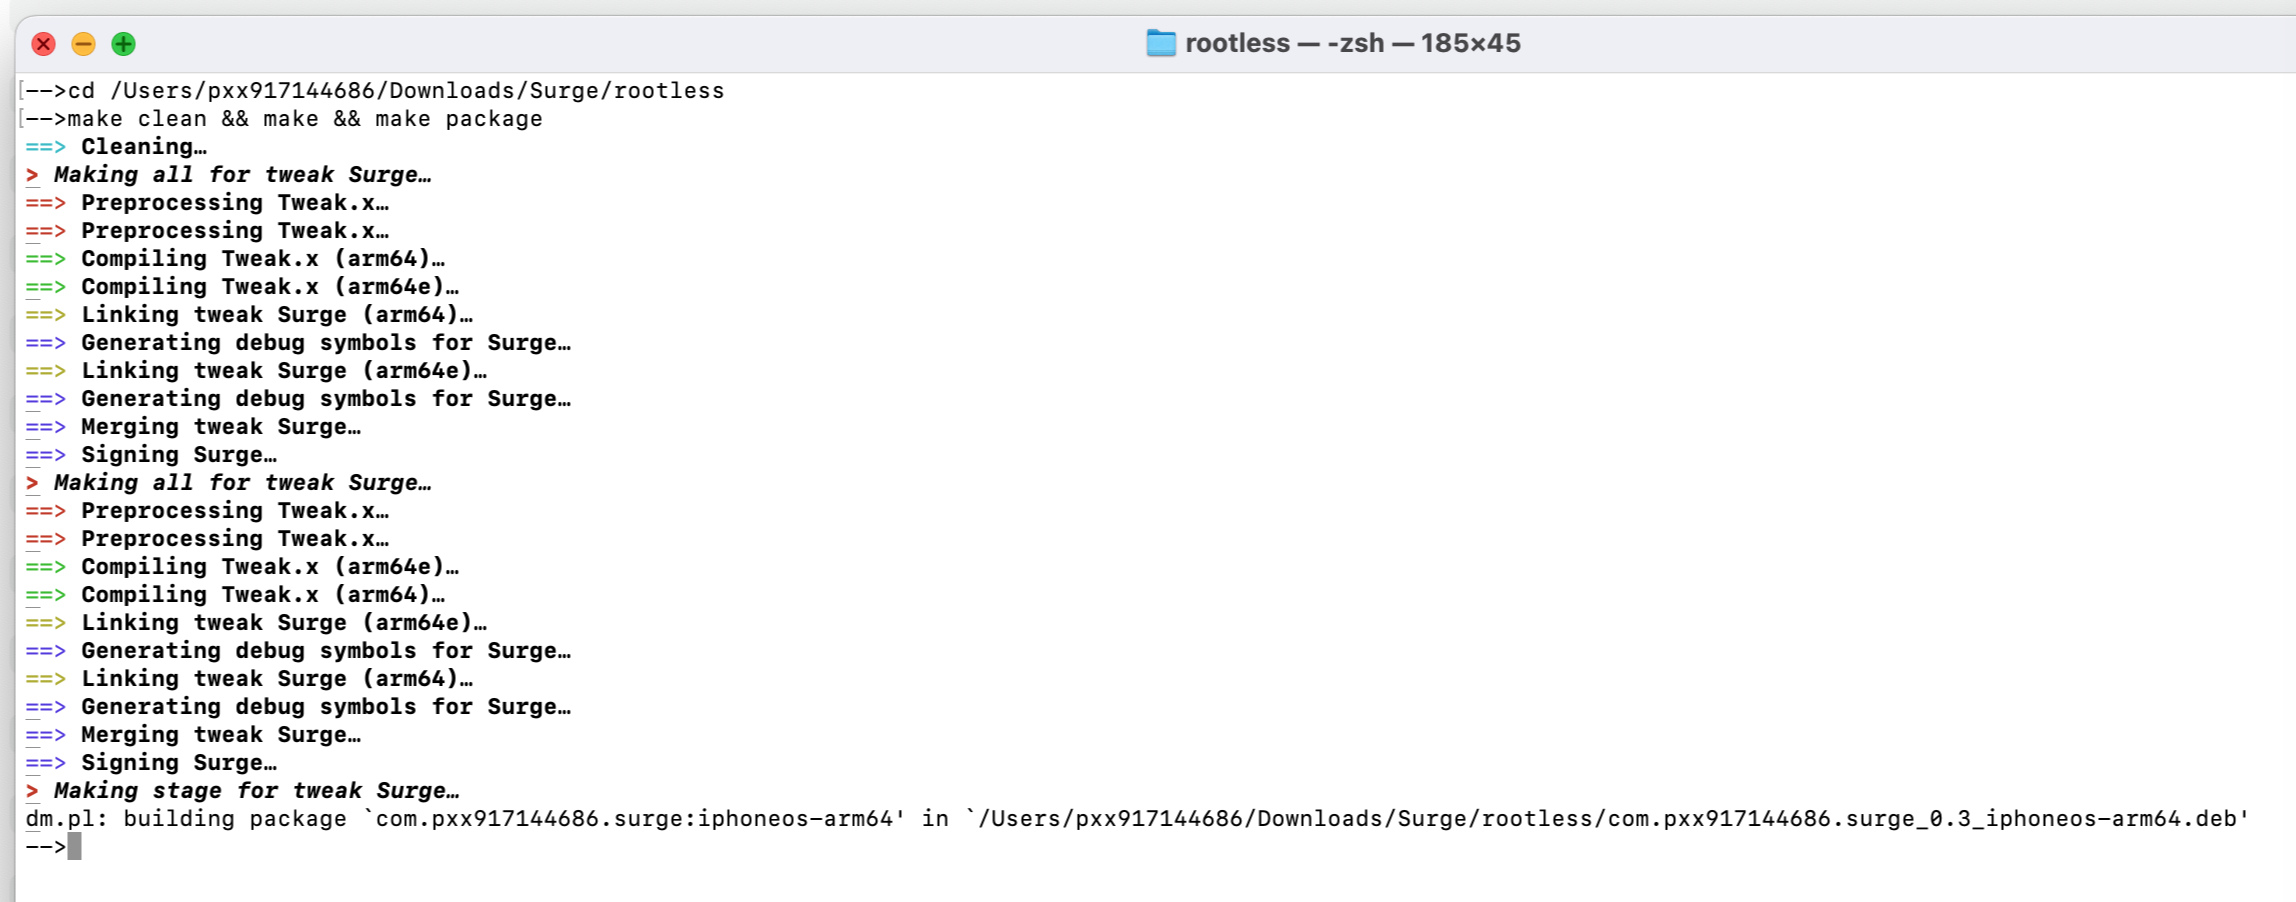 rootless — -zsh — 185×45
[-->cd /Users/pxx917144686/Downloads/Surge/rootless
[-->make clean && make && make package
==> Cleaning…
> Making all for tweak Surge…
==> Preprocessing Tweak.x…
==> Preprocessing Tweak.x…
==> Compiling Tweak.x (arm64)…
==> Compiling Tweak.x (arm64e)…
==> Linking tweak Surge (arm64)…
==> Generating debug symbols for Surge…
==> Linking tweak Surge (arm64e)…
==> Generating debug symbols for Surge…
==> Merging tweak Surge…
==> Signing Surge…
> Making all for tweak Surge…
==> Preprocessing Tweak.x…
==> Preprocessing Tweak.x…
==> Compiling Tweak.x (arm64e)…
==> Compiling Tweak.x (arm64)…
==> Linking tweak Surge (arm64e)…
==> Generating debug symbols for Surge…
==> Linking tweak Surge (arm64)…
==> Generating debug symbols for Surge…
==> Merging tweak Surge…
==> Signing Surge…
> Making stage for tweak Surge…
dm.pl: building package `com.pxx917144686.surge:iphoneos-arm64' in `/Users/pxx917144686/Downloads/Surge/rootless/com.pxx917144686.surge_0.3_iphoneos-arm64.deb'
-->